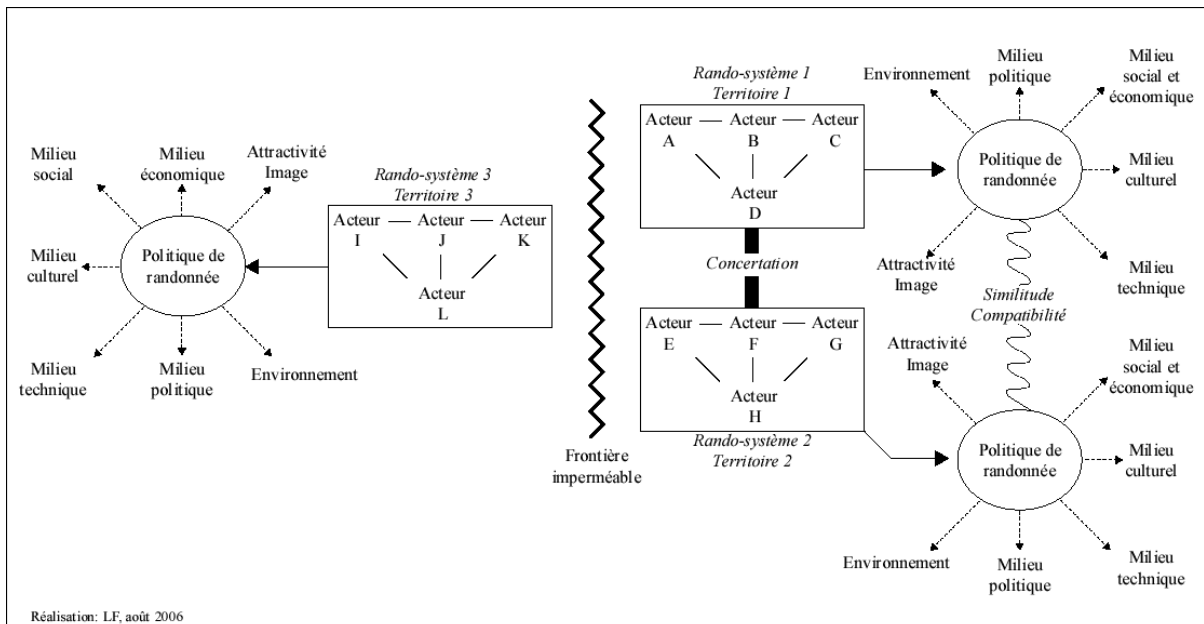 Milieu
social
Milieu
économique
Attractivité
Image
Milieu
culturel
Politique de
randonnée
Milieu
technique
Milieu
politique
Environnement
Rando-système 3
Territoire 3
Acteur — Acteur — Acteur
I J K
Acteur
L
Frontière
imperméable
Rando-système 1
Territoire 1
Acteur — Acteur — Acteur
A B C
Acteur
D
Concertation
Acteur — Acteur — Acteur
E F G
Acteur
H
Rando-système 2
Territoire 2
Environnement
Milieu
politique
Milieu
social et
économique
Politique de
randonnée
Milieu
culturel
Attractivité
Image
Milieu
technique
Similitude
Compatibilité
Attractivité
Image
Milieu
social et
économique
Politique de
randonnée
Milieu
culturel
Environnement
Milieu
politique
Milieu
technique
Réalisation: LF, août 2006